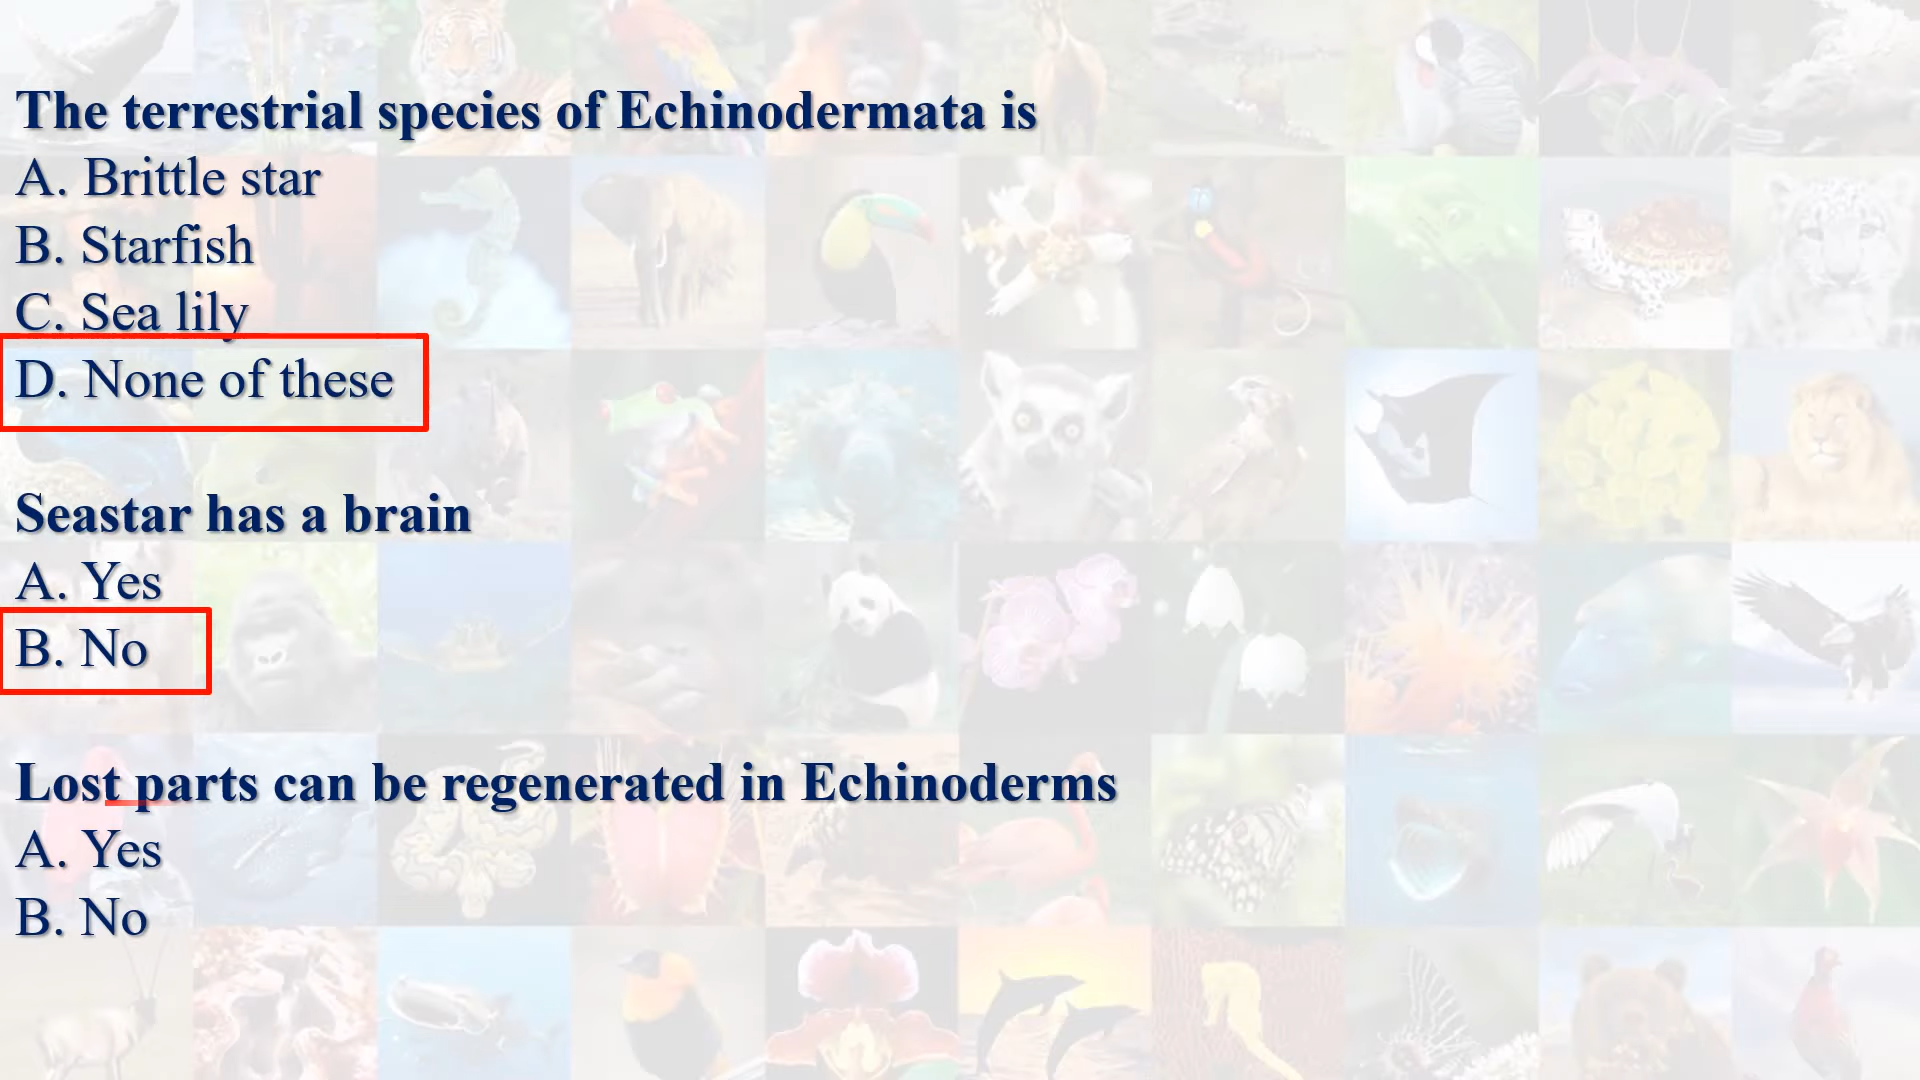 The terrestrial species of Echinodermata is
A. Brittle star
B. Starfish
C. Sea lily
D. None of these
Seastar has a brain
A. Yes
B. No
Lost parts can be regenerated in Echinoderms
A. Yes
B. No